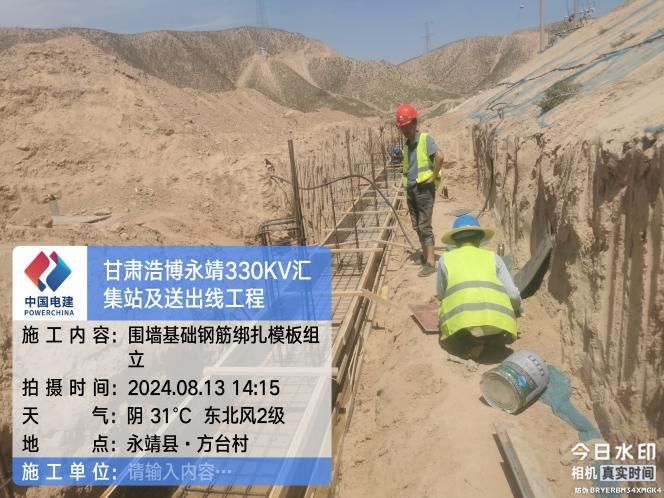 中国电建
POWERCHINA
甘肃浩博永靖330KV汇
集站及送出线工程
施工内容：围墙基础钢筋绑扎模板组
立
拍摄时间：2024.08.13 14:15
天气：阴 31℃ 东北风2级
地点：永靖县·方台村
施工单位：请输入内容…
今日水印
相机 真实时间
防伪 BRYERBM34XMGK4